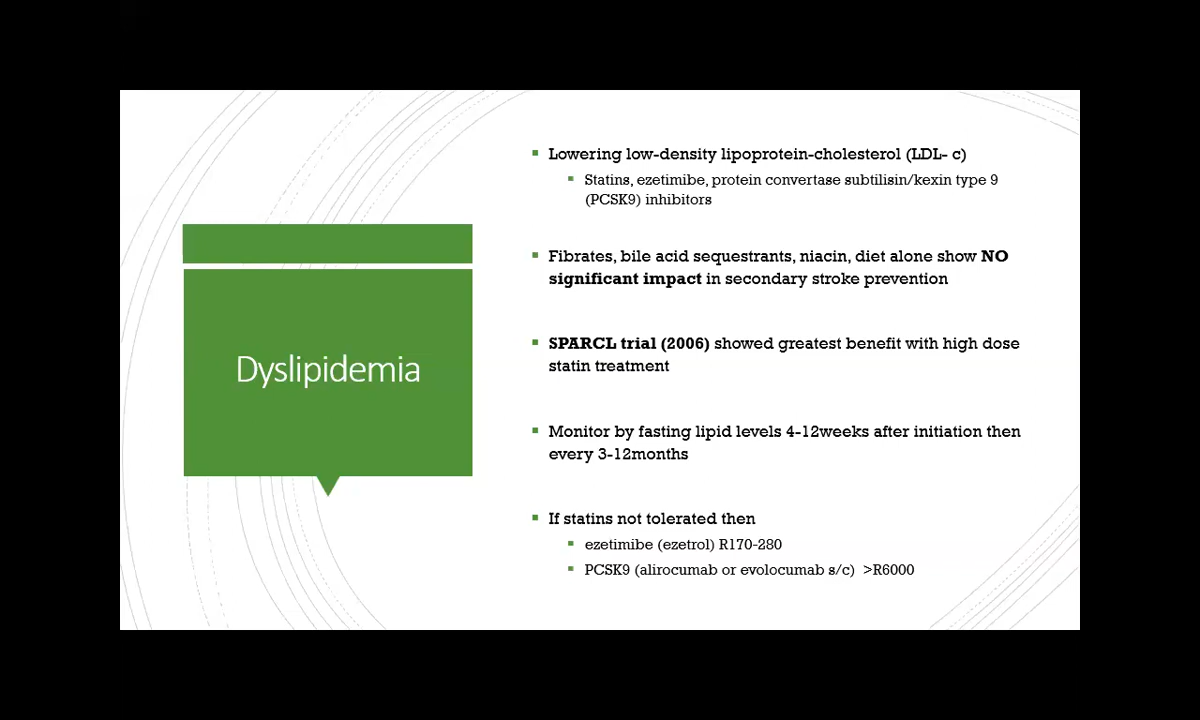 Dyslipidemia
Lowering low-density lipoprotein-cholesterol (LDL- c)
Statins, ezetimibe, protein convertase subtilisin/kexin type 9
(PCSK9) inhibitors
Fibrates, bile acid sequestrants, niacin, diet alone show NO
significant impact in secondary stroke prevention
SPARCL trial (2006) showed greatest benefit with high dose
statin treatment
Monitor by fasting lipid levels 4-12weeks after initiation then
every 3-12months
If statins not tolerated then
ezetimibe (ezetrol) R170-280
PCSK9 (alirocumab or evolocumab s/c) >R6000